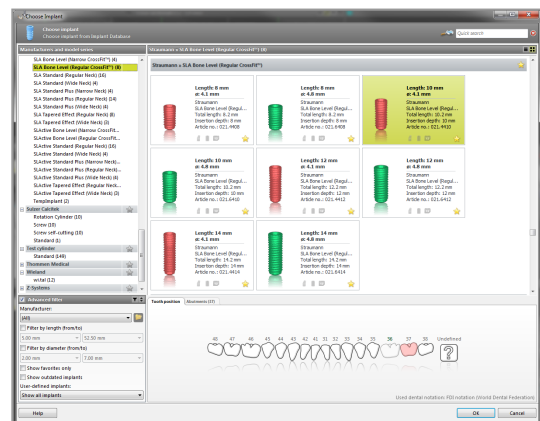 Choose Implant
Choose implant
Choose implant from Implant Database
Quick search
Manufacturers and model series
Straumann » SLA Bone Level (Regular CrossFit™) (8)
SLA Bone Level (Narrow CrossFit™) (4)
SLA Bone Level (Regular CrossFit™) (8)
SLA Standard (Regular Neck) (16)
SLA Standard (Wide Neck) (4)
SLA Standard Plus (Narrow Neck) (4)
SLA Standard Plus (Regular Neck) (14)
SLA Standard Plus (Wide Neck) (4)
SLA Tapered Effect (Regular Neck) (8)
SLA Tapered Effect (Wide Neck) (3)
SLActive Bone Level (Narrow CrossFit...
SLActive Bone Level (Regular CrossFit...
SLActive Standard (Regular Neck) (16)
SLActive Standard (Wide Neck) (4)
SLActive Standard Plus (Narrow Neck)...
SLActive Standard Plus (Regular Neck)...
SLActive Standard Plus (Wide Neck) (4)
SLActive Tapered Effect (Regular Neck...
SLActive Tapered Effect (Wide Neck) (3)
TempImplant (2)
Sulzer Calcitek
Rotation Cylinder (10)
Screw (10)
Screw self-cutting (10)
Standard (1)
Test cylinder
Standard (149)
Thommen Medical
Wieland
wi.tal (12)
Z-Systems
Straumann » SLA Bone Level (Regular CrossFit™) (8)
Length: 8 mm
ø: 4.1 mm
Straumann
SLA Bone Level (Regul...
Total length: 8.2 mm
Insertion depth: 8 mm
Article no.: 021.4408
Length: 8 mm
ø: 4.8 mm
Straumann
SLA Bone Level (Regul...
Total length: 8.2 mm
Insertion depth: 8 mm
Article no.: 021.6408
Length: 10 mm
ø: 4.1 mm
Straumann
SLA Bone Level (Regul...
Total length: 10.2 mm
Insertion depth: 10 mm
Article no.: 021.4410
Length: 10 mm
ø: 4.8 mm
Straumann
SLA Bone Level (Regul...
Total length: 10.2 mm
Insertion depth: 10 mm
Article no.: 021.6410
Length: 12 mm
ø: 4.1 mm
Straumann
SLA Bone Level (Regul...
Total length: 12.2 mm
Insertion depth: 12 mm
Article no.: 021.4412
Length: 12 mm
ø: 4.8 mm
Straumann
SLA Bone Level (Regul...
Total length: 12.2 mm
Insertion depth: 12 mm
Article no.: 021.6412
Length: 14 mm
ø: 4.1 mm
Straumann
SLA Bone Level (Regul...
Total length: 14.2 mm
Insertion depth: 14 mm
Article no.: 021.4414
Length: 14 mm
ø: 4.8 mm
Straumann
SLA Bone Level (Regul...
Total length: 14.2 mm
Insertion depth: 14 mm
Article no.: 021.6414
Advanced filter
Manufacturer:
(All)
Filter by length (from/to)
5.00 mm 52.50 mm
Filter by diameter (from/to)
2.00 mm 7.00 mm
Show favorites only
Show outdated implants
User-defined implants:
Show all implants
Tooth position Abutments (37)
48 47 46 45 44 43 42 41 31 32 33 34 35 36 37 38 Undefined
?
Used dental notation: FDI notation (World Dental Federation)
Help OK Cancel